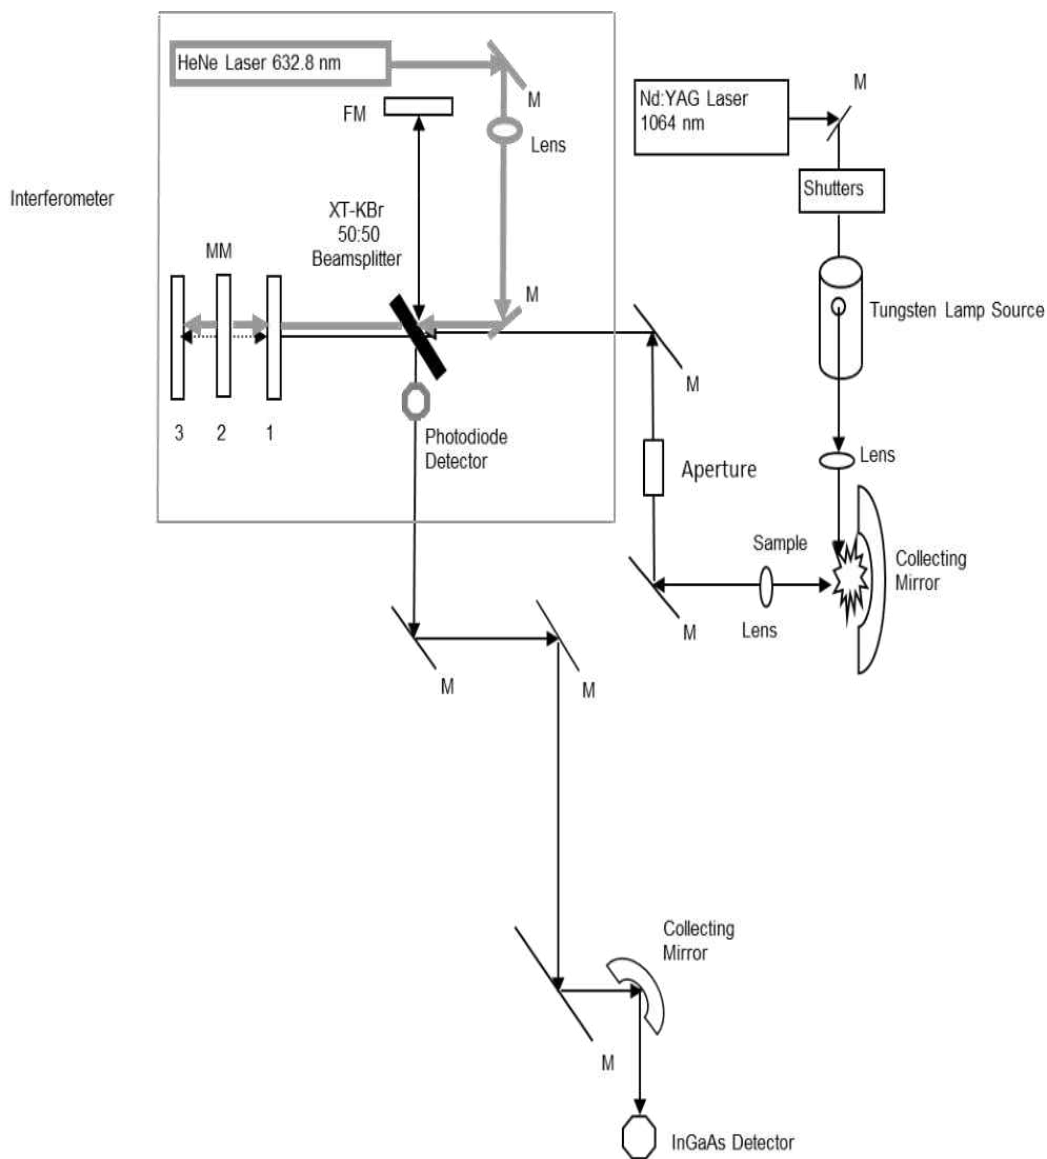 HeNe Laser 632.8 nm
M
FM
Lens
Nd:YAG Laser
1064 nm
M
Shutters
Interferometer
XT-KBr
50:50
Beamsplitter
MM
M
Tungsten Lamp Source
M
3
2
1
Photodiode
Detector
Aperture
Lens
Sample
Collecting
Mirror
Lens
M
M
M
Collecting
Mirror
M
InGaAs Detector